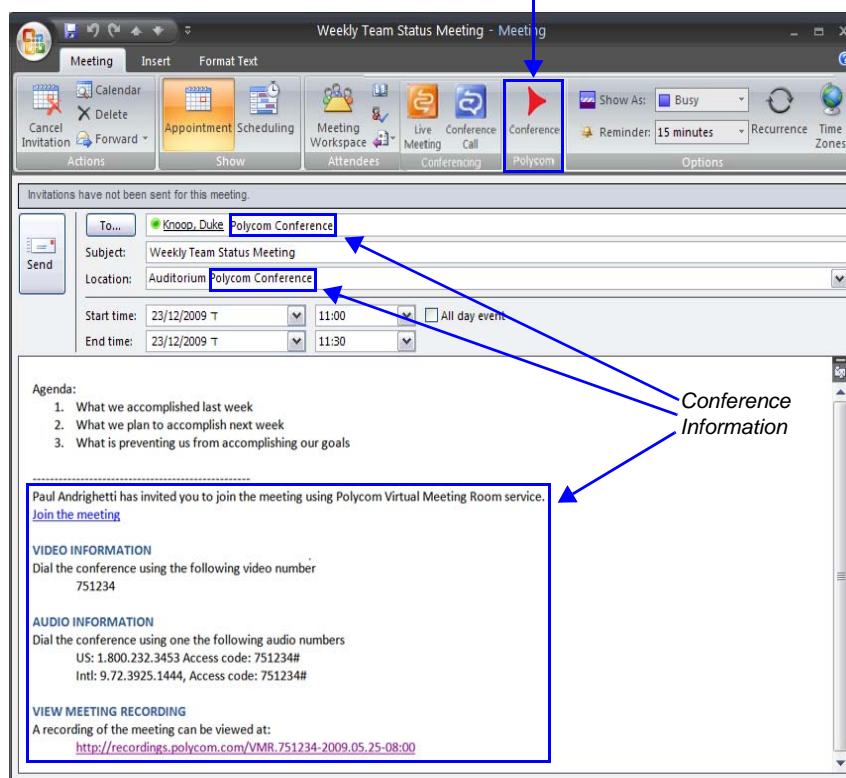 Weekly Team Status Meeting - Meeting
Meeting Insert Format Text
Cancel Invitation
Calendar
Delete
Forward
Actions
Appointment Scheduling
Show
Meeting Workspace
Attendees
Live Meeting
Conference Call
Conferencing
Conference
Polycom
Show As: Busy
Reminder: 15 minutes
Recurrence
Time Zones
Options
Invitations have not been sent for this meeting.
Send
To... Knoop, Duke Polycom Conference
Subject: Weekly Team Status Meeting
Location: Auditorium Polycom Conference
Start time: 23/12/2009 ד 11:00 All day event
End time: 23/12/2009 ד 11:30
Conference
Information
Agenda:
1. What we accomplished last week
2. What we plan to accomplish next week
3. What is preventing us from accomplishing our goals
--------------------------------------------------
Paul Andrighetti has invited you to join the meeting using Polycom Virtual Meeting Room service.
Join the meeting
VIDEO INFORMATION
Dial the conference using the following video number
751234
AUDIO INFORMATION
Dial the conference using one the following audio numbers
US: 1.800.232.3453 Access code: 751234#
Intl: 9.72.3925.1444, Access code: 751234#
VIEW MEETING RECORDING
A recording of the meeting can be viewed at:
http://recordings.polycom.com/VMR.751234-2009.05.25-08:00